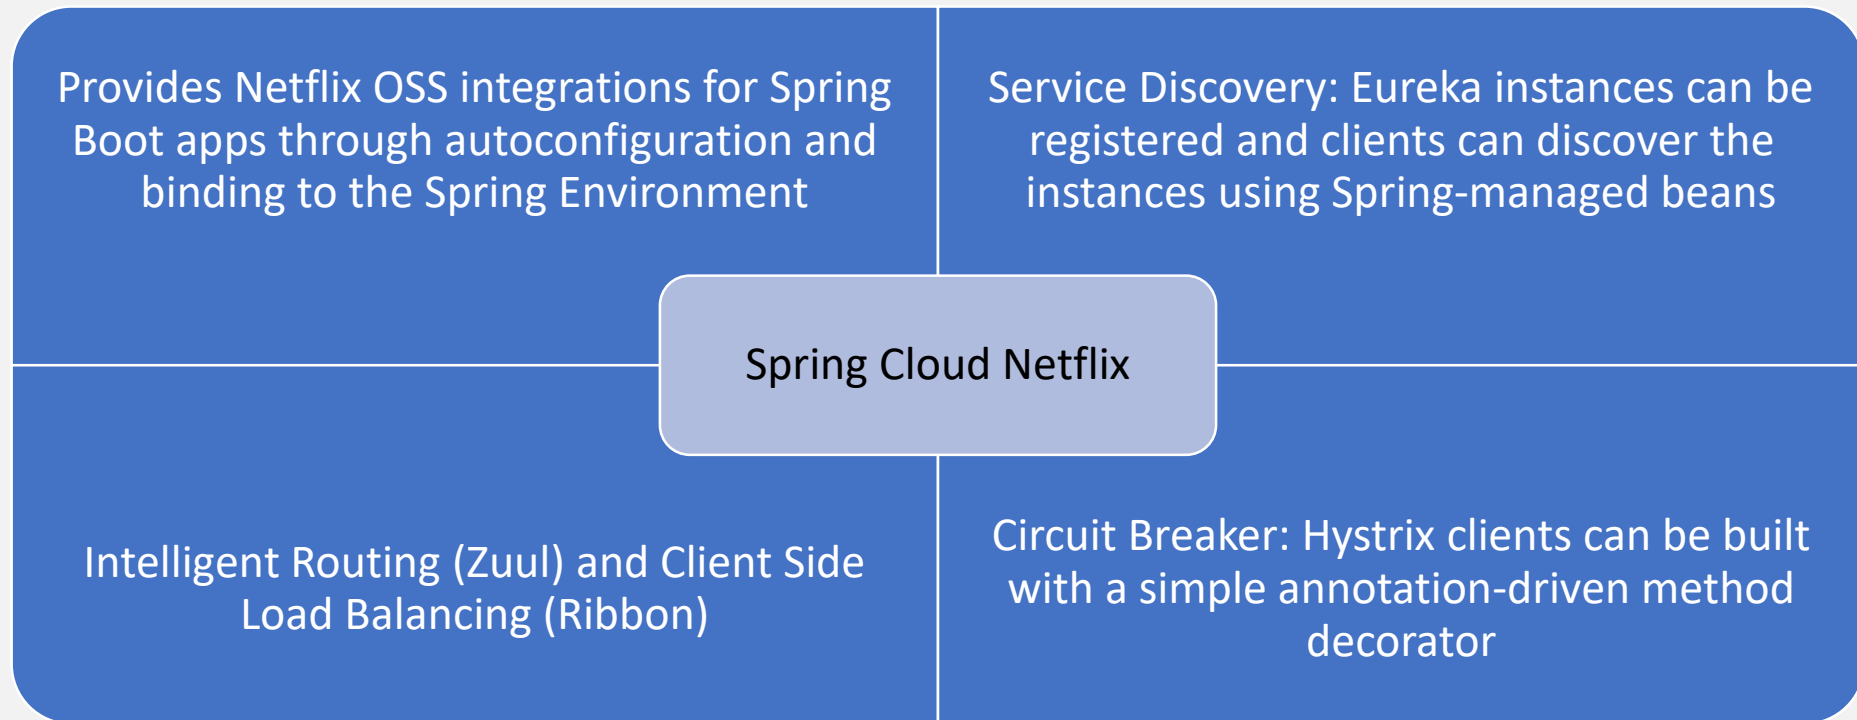 Provides Netflix OSS integrations for Spring
Boot apps through autoconfiguration and
binding to the Spring Environment
Service Discovery: Eureka instances can be
registered and clients can discover the
instances using Spring-managed beans
Spring Cloud Netflix
Intelligent Routing (Zuul) and Client Side
Load Balancing (Ribbon)
Circuit Breaker: Hystrix clients can be built
with a simple annotation-driven method
decorator